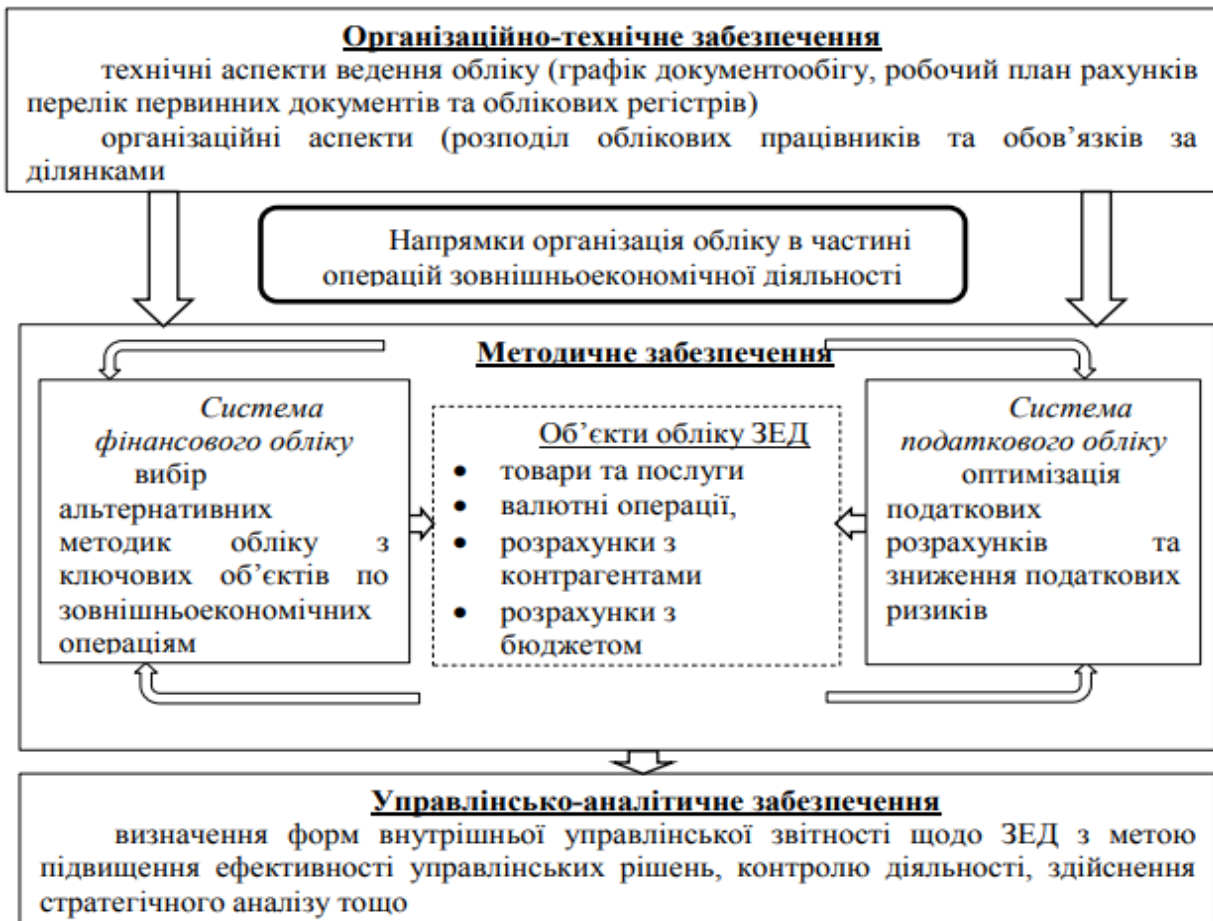 Організаційно-технічне забезпечення
технічні аспекти ведення обліку (графік документообігу, робочий план рахунків
перелік первинних документів та облікових регістрів)
організаційні аспекти (розподіл облікових працівників та обов’язків за
ділянками
Напрямки організація обліку в частині
операцій зовнішньоекономічної діяльності
Методичне забезпечення
Система
фінансового обліку
вибір
альтернативних
методик обліку з
ключових об’єктів по
зовнішньоекономічних
операціям
Об’єкти обліку ЗЕД
• товари та послуги
• валютні операції,
• розрахунки з
контрагентами
• розрахунки з
бюджетом
Система
податкового обліку
оптимізація
податкових
розрахунків та
зниження податкових
ризиків
Управлінсько-аналітичне забезпечення
визначення форм внутрішньої управлінської звітності щодо ЗЕД з метою
підвищення ефективності управлінських рішень, контролю діяльності, здійснення
стратегічного аналізу тощо